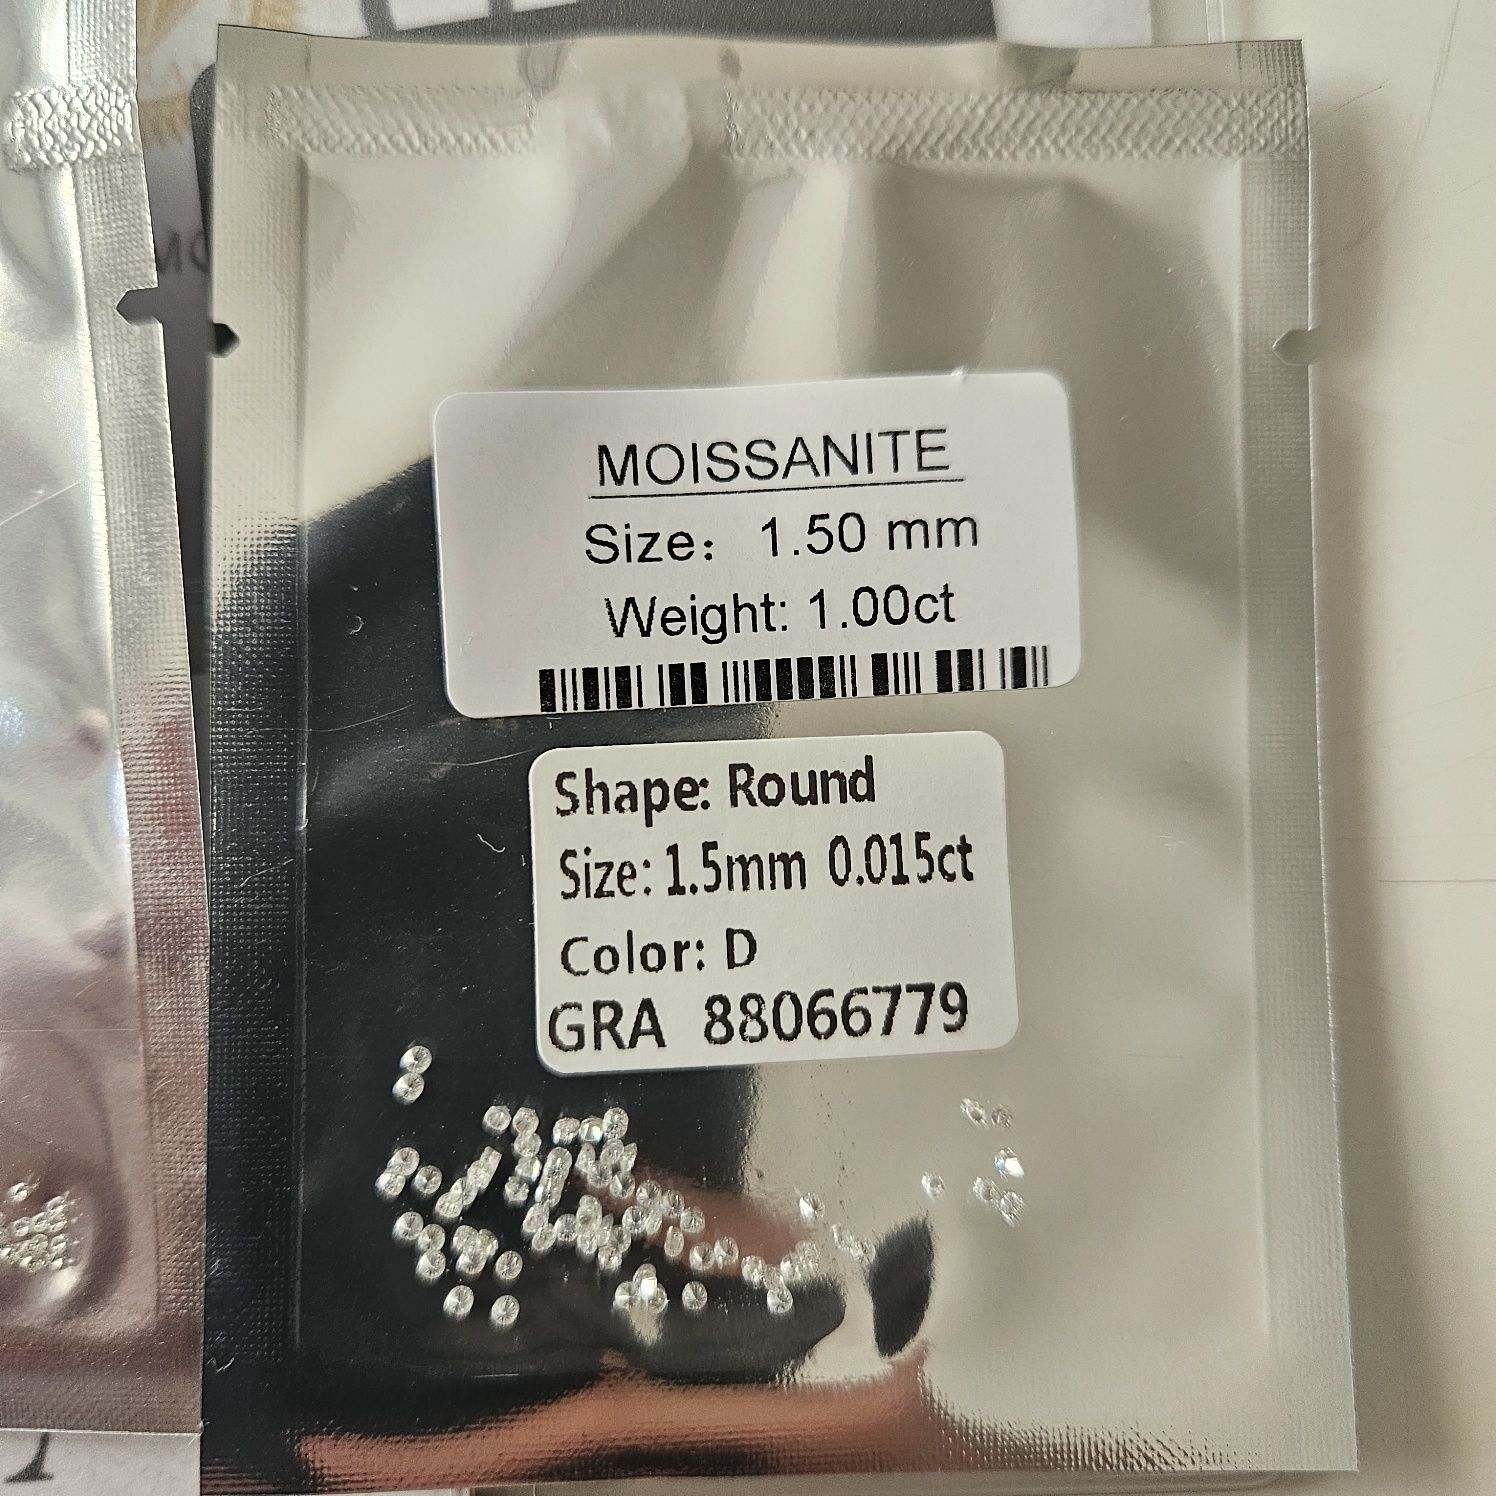 MOISSANITE
Size: 1.50 mm
Weight: 1.00ct
Shape: Round
Size: 1.5mm 0.015ct
Color: D
GRA 88066779